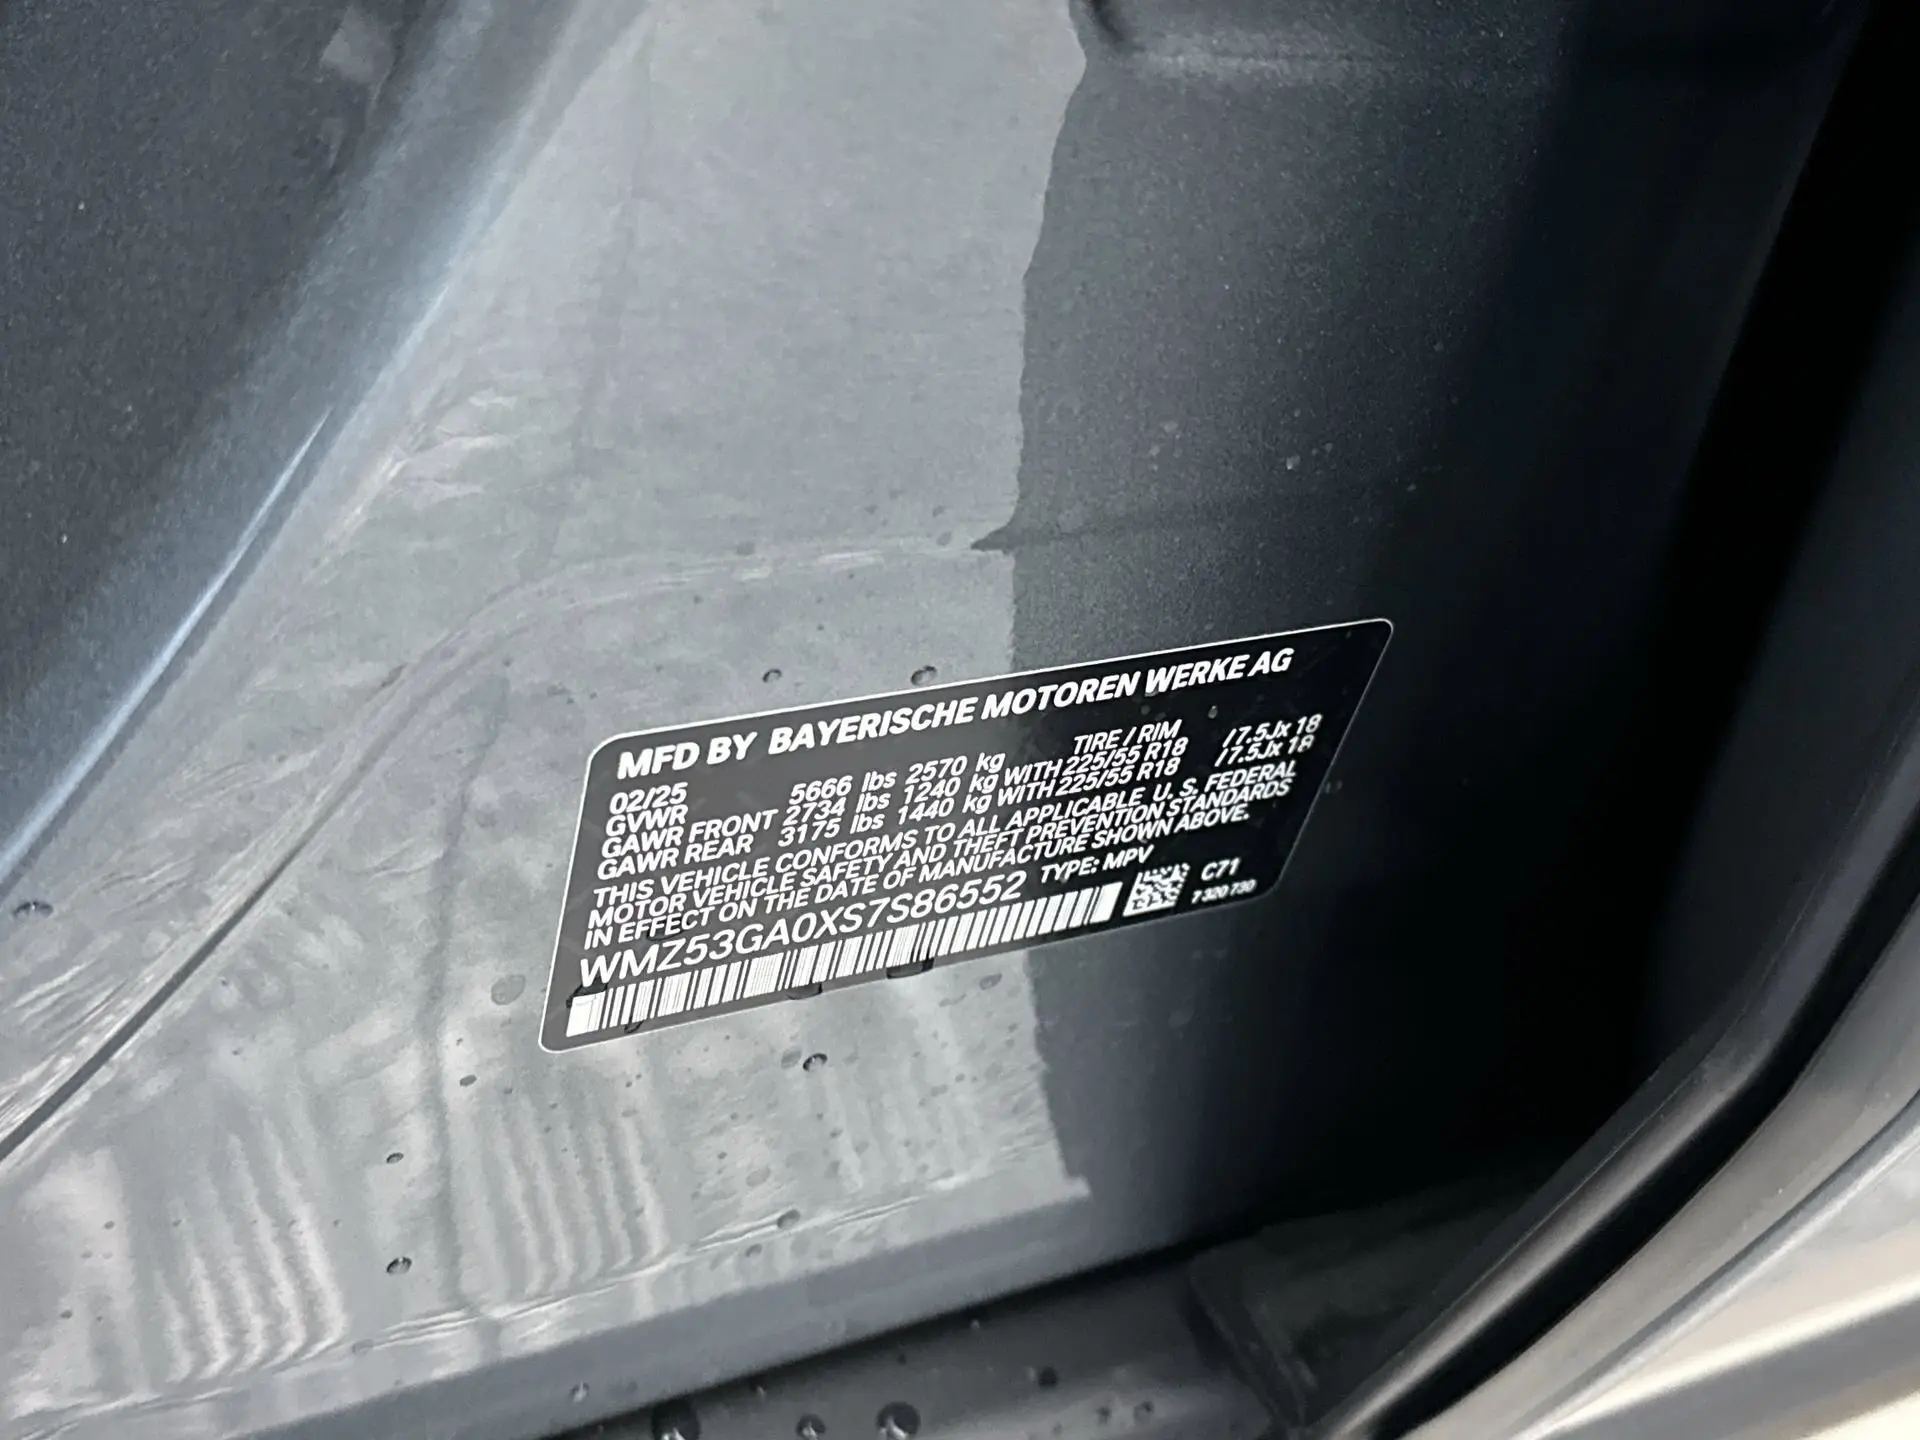 MFD BY BAYERISCHE MOTOREN WERKE AG
02/25 TIRE / RIM
GVWR 5666 lbs 2570 kg
GAWR FRONT 2734 lbs 1240 kg WITH 225/55 R18 /7.5Jx 18
GAWR REAR 3175 lbs 1440 kg WITH 225/55 R18 /7.5Jx 18
THIS VEHICLE CONFORMS TO ALL APPLICABLE U. S. FEDERAL
MOTOR VEHICLE SAFETY AND THEFT PREVENTION STANDARDS
IN EFFECT ON THE DATE OF MANUFACTURE SHOWN ABOVE.
WMZ53GA0XS7S86552 TYPE: MPV
C71
7 320 730